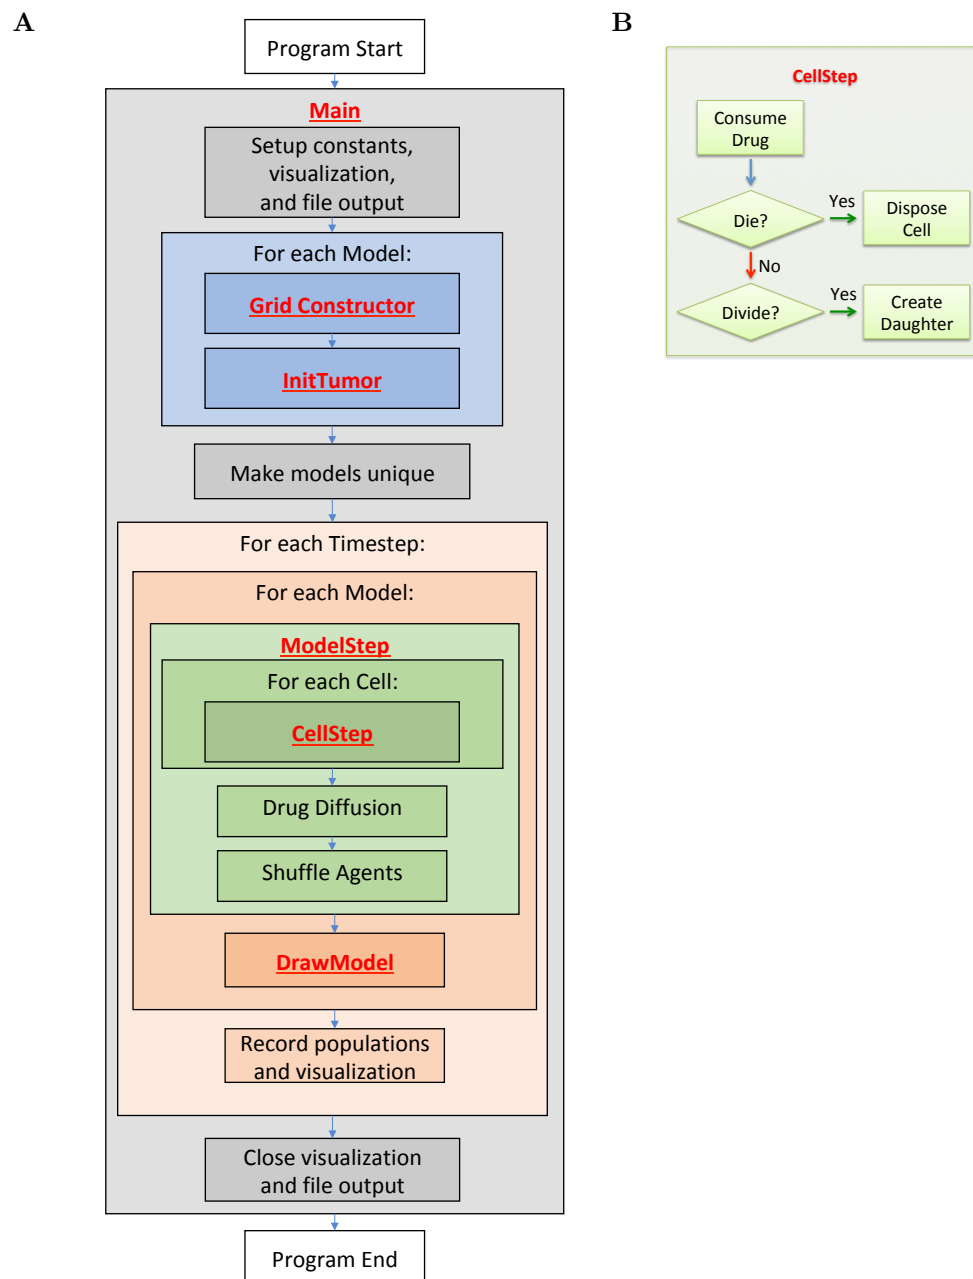 A
Program Start
Main
Setup constants,
visualization,
and file output
For each Model:
Grid Constructor
InitTumor
Make models unique
For each Timestep:
For each Model:
ModelStep
For each Cell:
CellStep
Drug Diffusion
Shuffle Agents
DrawModel
Record populations
and visualization
Close visualization
and file output
Program End
B
CellStep
Consume
Drug
Die?
Yes
Dispose
Cell
No
Divide?
Yes
Create
Daughter